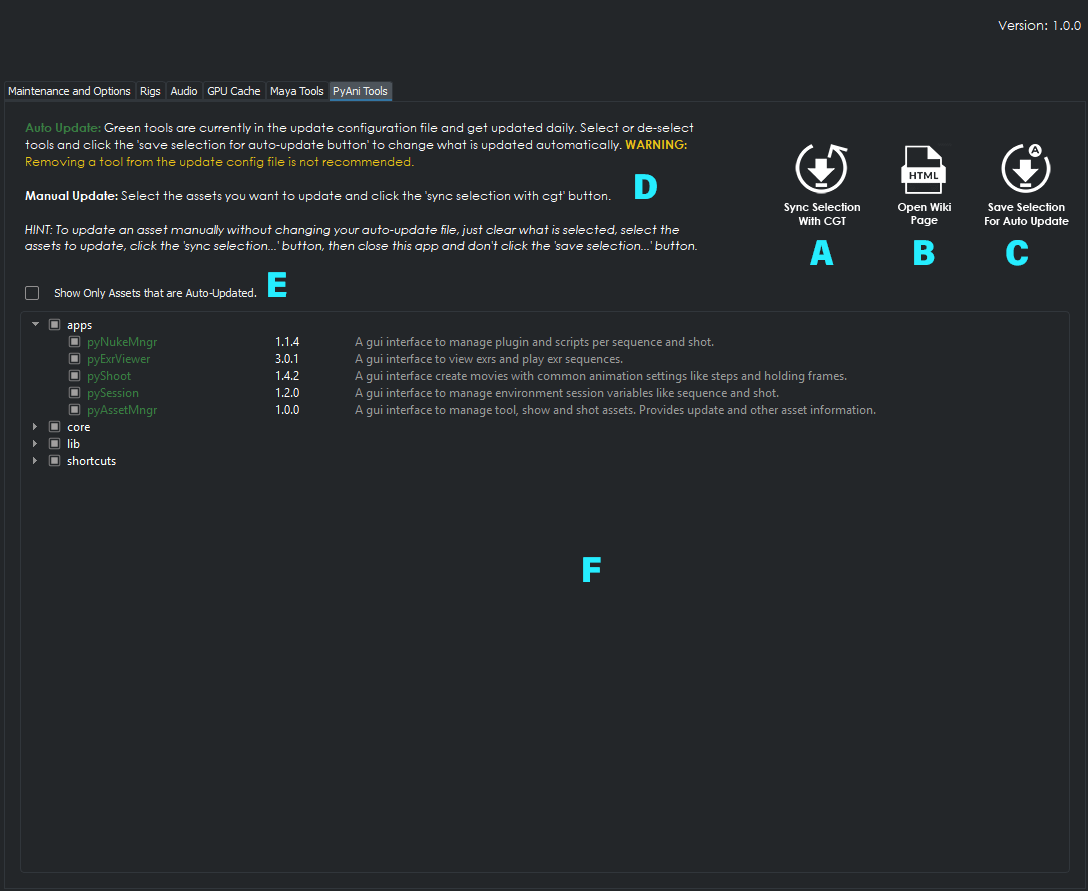 Version: 1.0.0
Maintenance and Options Rigs Audio GPU Cache Maya Tools PyAni Tools
Auto Update: Green tools are currently in the update configuration file and get updated daily. Select or de-select
tools and click the 'save selection for auto-update button' to change what is updated automatically. WARNING:
Removing a tool from the update config file is not recommended.
Manual Update: Select the assets you want to update and click the 'sync selection with cgt' button.
D
HINT: To update an asset manually without changing your auto-update file, just clear what is selected, select the
assets to update, click the 'sync selection...' button, then close this app and don't click the 'save selection...' button.
Sync Selection
With CGT
A
HTML
Open Wiki
Page
B
A
Save Selection
For Auto Update
C
Show Only Assets that are Auto-Updated.
E
apps
pyNukeMngr 1.1.4 A gui interface to manage plugin and scripts per sequence and shot.
pyExrViewer 3.0.1 A gui interface to view exrs and play exr sequences.
pyShoot 1.4.2 A gui interface create movies with common animation settings like steps and holding frames.
pySession 1.2.0 A gui interface to manage environment session variables like sequence and shot.
pyAssetMngr 1.0.0 A gui interface to manage tool, show and shot assets. Provides update and other asset information.
core
lib
shortcuts
F